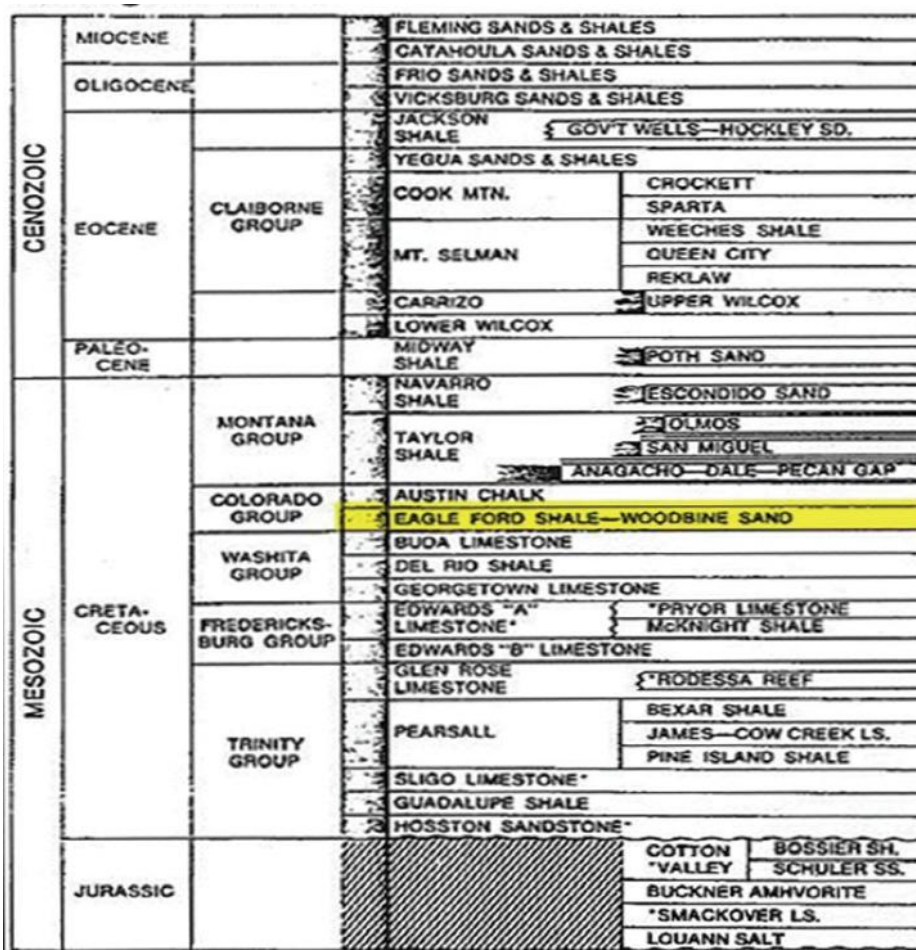 CENOZOIC
MIOCENE
FLEMING SANDS & SHALES
CATAHOULA SANDS & SHALES
OLIGOCENE
FRIO SANDS & SHALES
VICKSBURG SANDS & SHALES
EOCENE
JACKSON
SHALE
GOV'T WELLS—HOCKLEY SD.
CLAIBORNE
GROUP
YEGUA SANDS & SHALES
COOK MTN.
CROCKETT
SPARTA
MT. SELMAN
WEECHES SHALE
QUEEN CITY
REKLAW
CARRIZO
UPPER WILCOX
LOWER WILCOX
PALEO-
CENE
MIDWAY
SHALE
POTH SAND
MESOZOIC
CRETA-
CEOUS
MONTANA
GROUP
NAVARRO
SHALE
ESCONDIDO SAND
TAYLOR
SHALE
OLMOS
SAN MIGUEL
ANAGACHO—DALE—PECAN GAP
COLORADO
GROUP
AUSTIN CHALK
EAGLE FORD SHALE—WOODBINE SAND
WASHITA
GROUP
BUDA LIMESTONE
DEL RIO SHALE
GEORGETOWN LIMESTONE
FREDERICKS-
BURG GROUP
EDWARDS "A"
LIMESTONE*
*PRYOR LIMESTONE
McKNIGHT SHALE
EDWARDS "B" LIMESTONE
TRINITY
GROUP
GLEN ROSE
LIMESTONE
*RODESSA REEF
PEARSALL
BEXAR SHALE
JAMES—COW CREEK LS.
PINE ISLAND SHALE
SLIGO LIMESTONE*
GUADALUPE SHALE
HOSSTON SANDSTONE*
JURASSIC
COTTON
*VALLEY
BOSSIER SH.
SCHULER SS.
BUCKNER AMHVORITE
*SMACKOVER LS.
LOUANN SALT